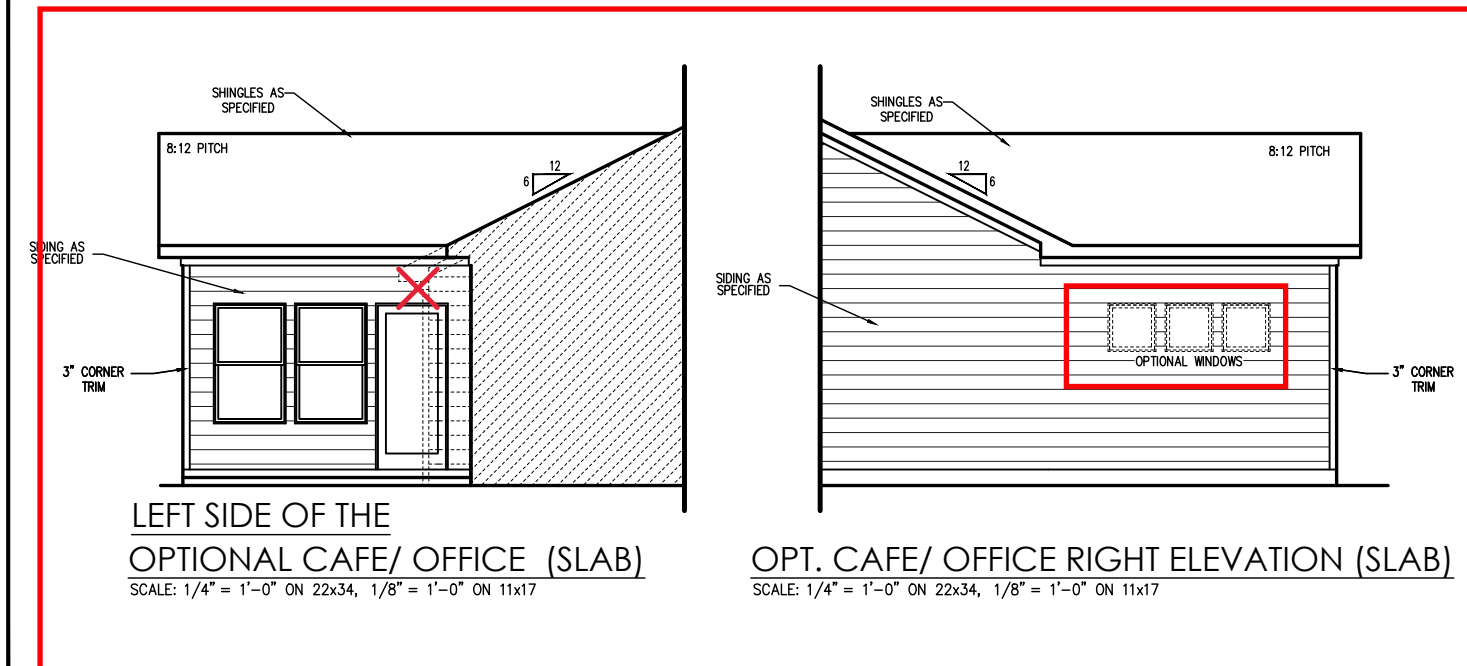 SHINGLES AS
SPECIFIED
8:12 PITCH
12
6
SIDING AS
SPECIFIED
3" CORNER
TRIM
LEFT SIDE OF THE
OPTIONAL CAFE/ OFFICE (SLAB)
SCALE: 1/4" = 1'-0" ON 22x34, 1/8" = 1'-0" ON 11x17
SHINGLES AS
SPECIFIED
8:12 PITCH
12
6
SIDING AS
SPECIFIED
OPTIONAL WINDOWS
3" CORNER
TRIM
OPT. CAFE/ OFFICE RIGHT ELEVATION (SLAB)
SCALE: 1/4" = 1'-0" ON 22x34, 1/8" = 1'-0" ON 11x17